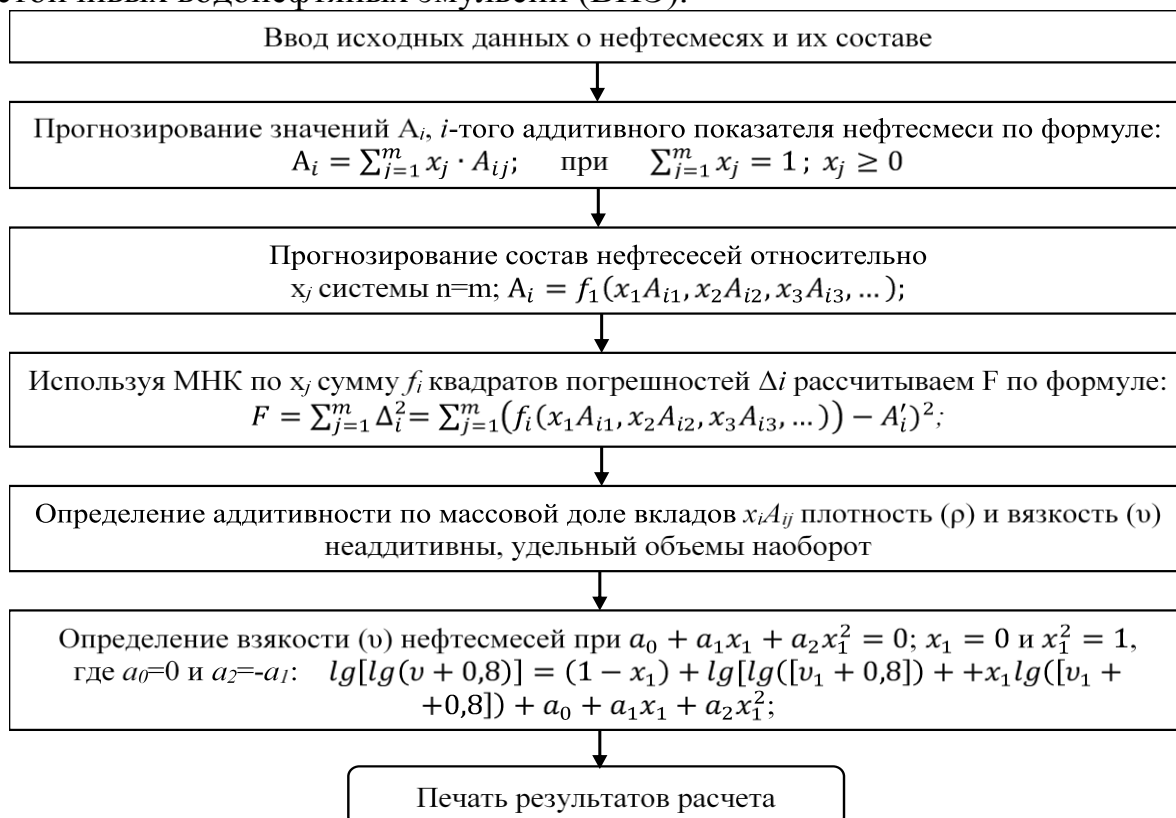 водонефтяных эмульсий (ВНЭ).
Ввод исходных данных о нефтесмесях и их составе
Прогнозирование значений Aᵢ, i-того аддитивного показателя нефтесмеси по формуле:
Aᵢ = ∑ⱼ₌₁ᵐ xⱼ · Aᵢⱼ; при ∑ⱼ₌₁ᵐ xⱼ = 1 ; xⱼ ≥ 0
Прогнозирование состав нефтесесей относительно
xⱼ системы n=m; Aᵢ = f₁(x₁Aᵢ₁, x₂Aᵢ₂, x₃Aᵢ₃, … );
Используя МНК по xⱼ сумму fᵢ квадратов погрешностей Δi рассчитываем F по формуле:
F = ∑ⱼ₌₁ᵐ Δᵢ²= ∑ⱼ₌₁ᵐ(fᵢ(x₁Aᵢ₁, x₂Aᵢ₂, x₃Aᵢ₃, … )) − A′ᵢ)²;
Определение аддитивности по массовой доле вкладов xᵢAᵢⱼ плотность (ρ) и вязкость (υ)
неаддитивны, удельный объемы наоборот
Определение взякости (υ) нефтесмесей при a₀ + a₁x₁ + a₂x₁² = 0; x₁ = 0 и x₁² = 1,
где a₀=0 и a₂=-a₁: lg[lg(υ + 0,8)] = (1 − x₁) + lg[lg([υ₁ + 0,8]) + +x₁lg([υ₁ +
+0,8]) + a₀ + a₁x₁ + a₂x₁²;
Печать результатов расчета